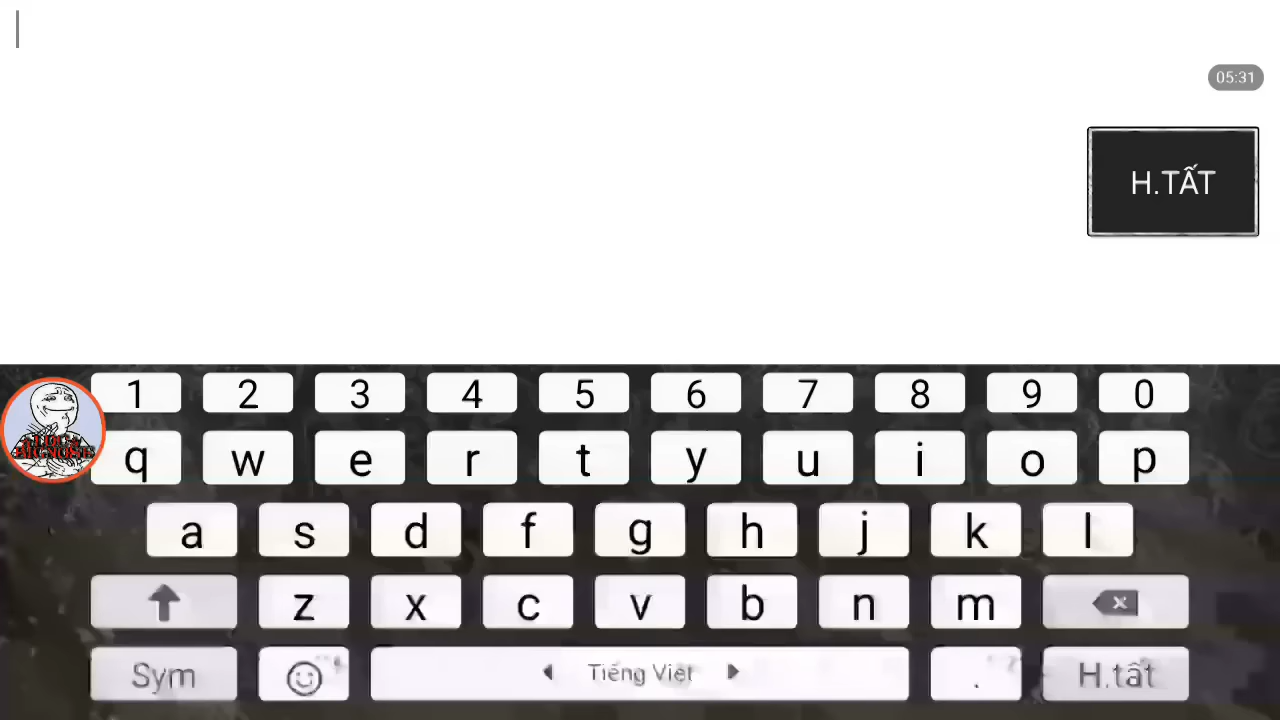 05:31
H.TẤT
1 2 3 4 5 6 7 8 9 0
q w e r t y u i o p
a s d f g h j k l
z x c v b n m
Sym Tiếng Việt . H.tất